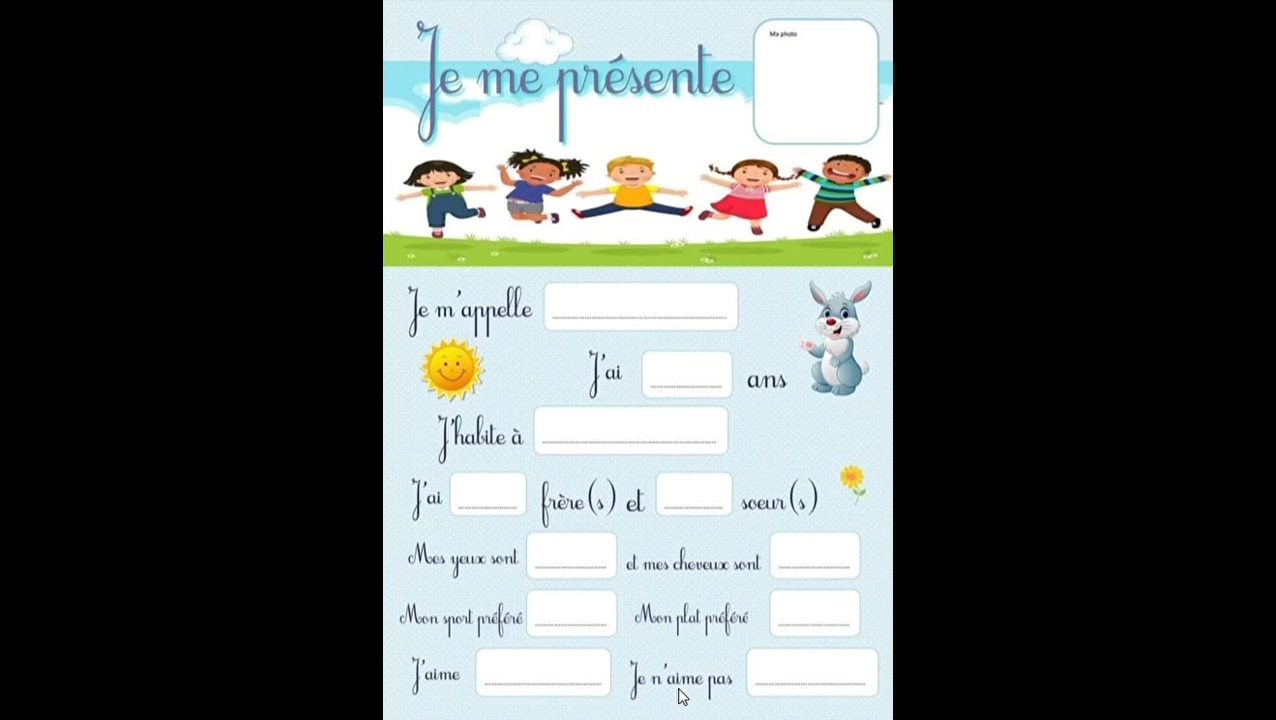 Je me présente
Ma photo
Je m'appelle ........................
J'ai ........................ ans
J'habite à ........................
J'ai ........................ frère(s) et ........................ soeur(s)
Mes yeux sont ........................ et mes cheveux sont ........................
Mon sport préféré ........................ Mon plat préféré ........................
J'aime ........................ Je n'aime pas ........................